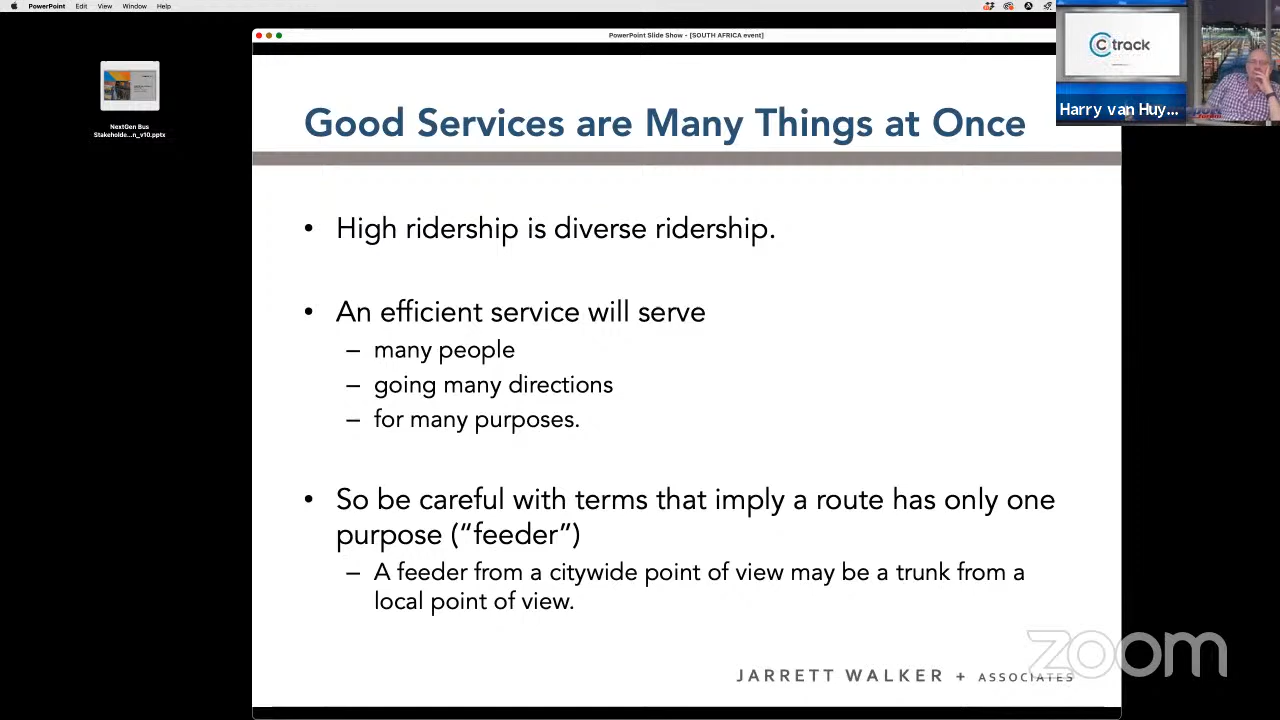 PowerPoint Edit View Window Help
PowerPoint Slide Show - [SOUTH AFRICA event]
Ctrack
Harry van Huy...
NextGen Bus
Stakeholde...n_v10.pptx
Good Services are Many Things at Once
• High ridership is diverse ridership.
• An efficient service will serve
– many people
– going many directions
– for many purposes.
• So be careful with terms that imply a route has only one
purpose (“feeder”)
– A feeder from a citywide point of view may be a trunk from a
local point of view.
JARRETT WALKER + ASSOCIATES
zoom